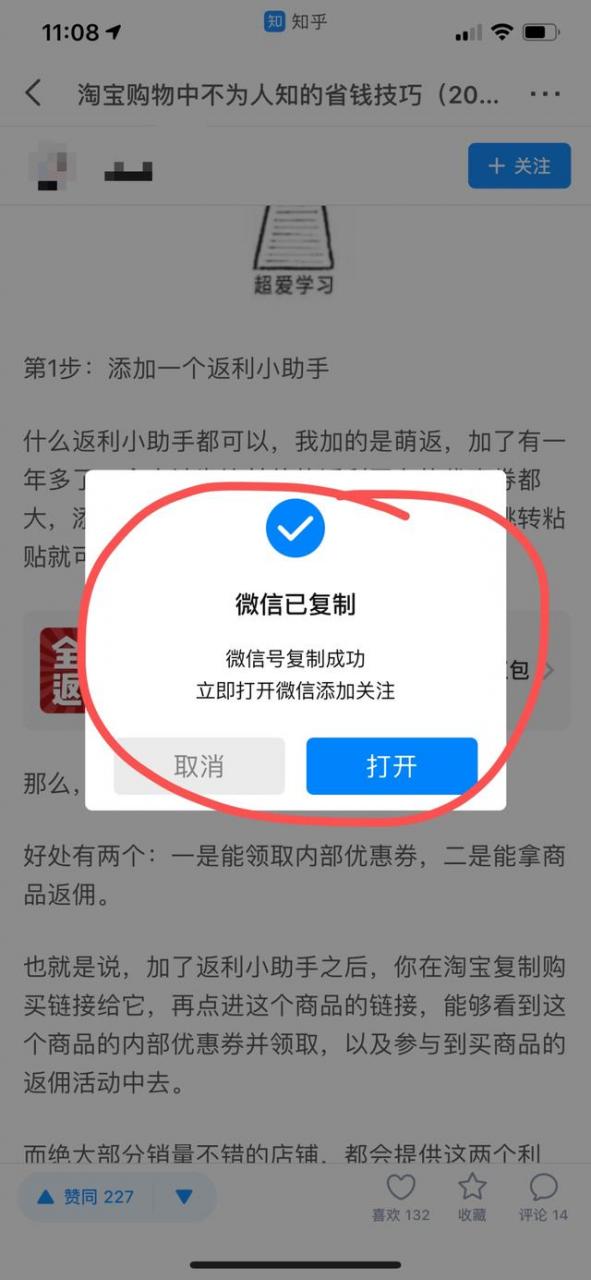 11:08
知 知乎
淘宝购物中不为人知的省钱技巧（20...
＋ 关注
超爱学习
第1步：添加一个返利小助手
什么返利小助手都可以，我加的是萌返，加了有一
年多了
券都
大，添
跳转粘
贴就可
微信已复制
微信号复制成功
立即打开微信添加关注
取消
打开
全
返
包
那么，
好处有两个：一是能领取内部优惠券，二是能拿商
品返佣。
也就是说，加了返利小助手之后，你在淘宝复制购
买链接给它，再点进这个商品的链接，能够看到这
个商品的内部优惠券并领取，以及参与到买商品的
返佣活动中去。
而绝大部分销量不错的店铺，都会提供这两个利
赞同 227
喜欢 132
收藏
评论 14